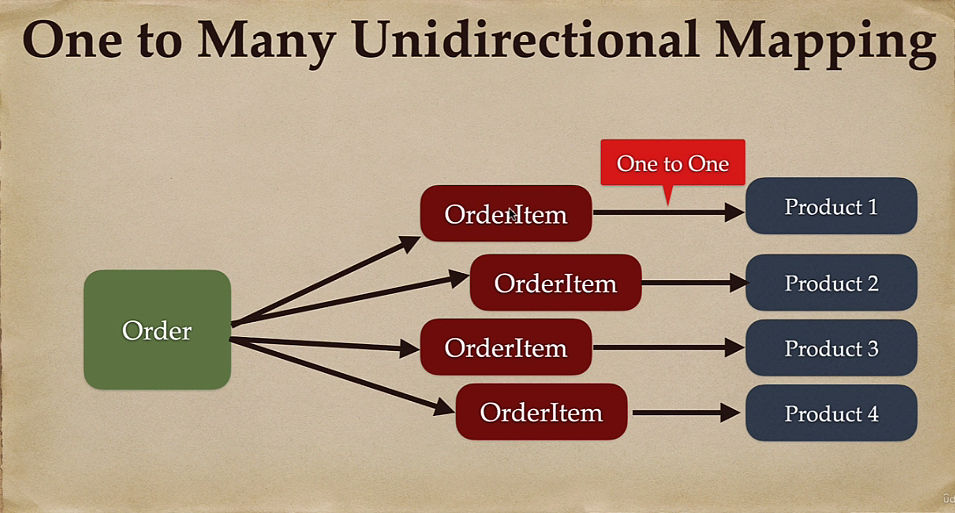 One to Many Unidirectional Mapping
One to One
OrderItem
Product 1
OrderItem
Product 2
Order
OrderItem
Product 3
OrderItem
Product 4